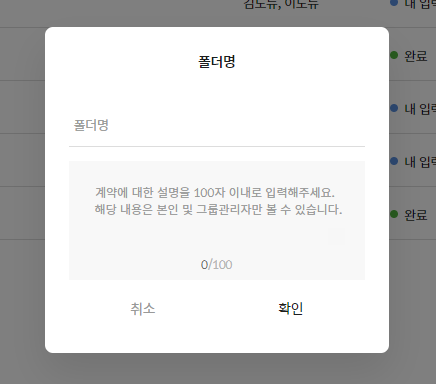 김도뉴, 이도뉴
내 입력
폴더명
완료
내 입력
폴더명
내 입력
계약에 대한 설명을 100자 이내로 입력해주세요.
해당 내용은 본인 및 그룹관리자만 볼 수 있습니다.
완료
0/100
취소
확인